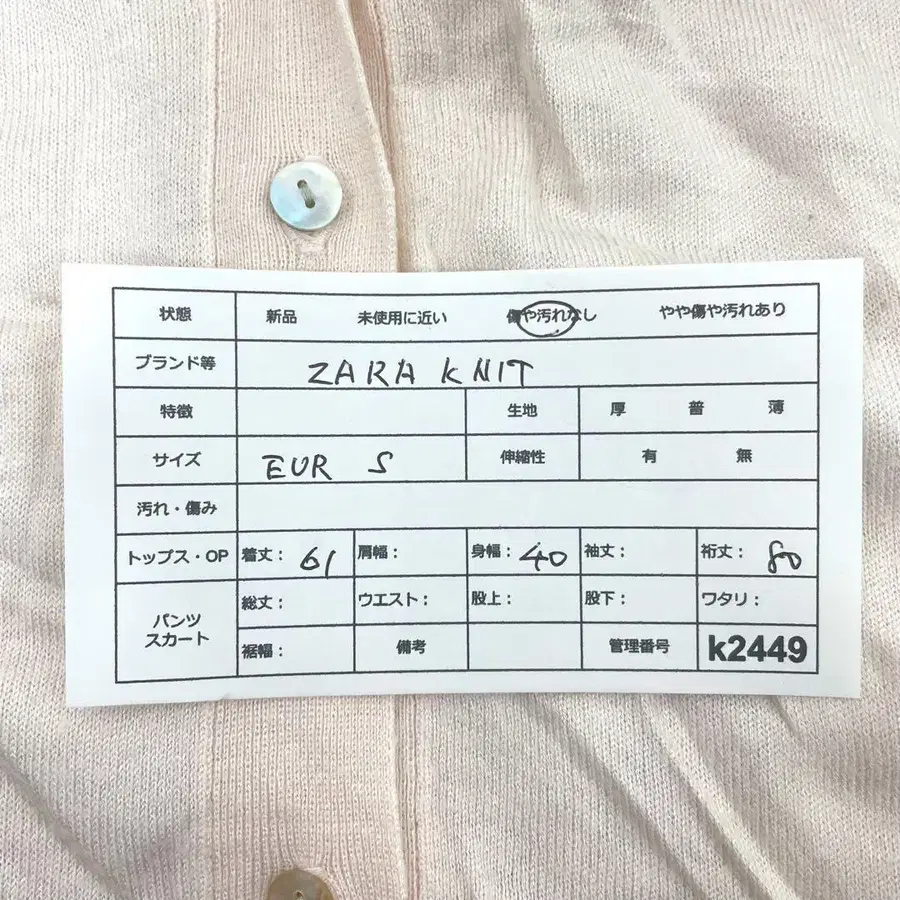 状態 新品 未使用に近い 傷や汚れなし やや傷や汚れあり
ブランド等 ZARA KNIT
特徴 生地 厚 普 薄
サイズ EUR S 伸縮性 有 無
汚れ・傷み
トップス・OP 着丈： 61 肩幅： 身幅： 40 袖丈： 裄丈： 80
パンツ スカート 総丈： ウエスト： 股上： 股下： ワタリ：
裾幅： 備考 管理番号 k2449